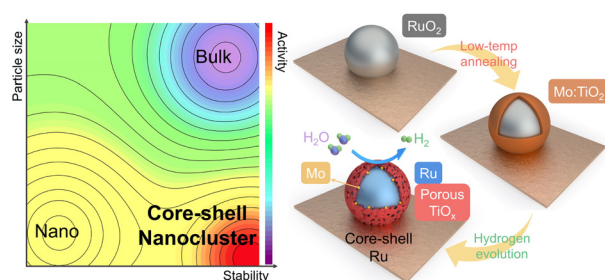 Particle size
Bulk
Nano
Core-shell
Nanocluster
Stability
Activity
RuO₂
Low-temp
annealing
Mo:TiO₂
H₂O
H₂
Mo
Ru
Porous
TiOₓ
Core-shell
Ru
Hydrogen
evolution